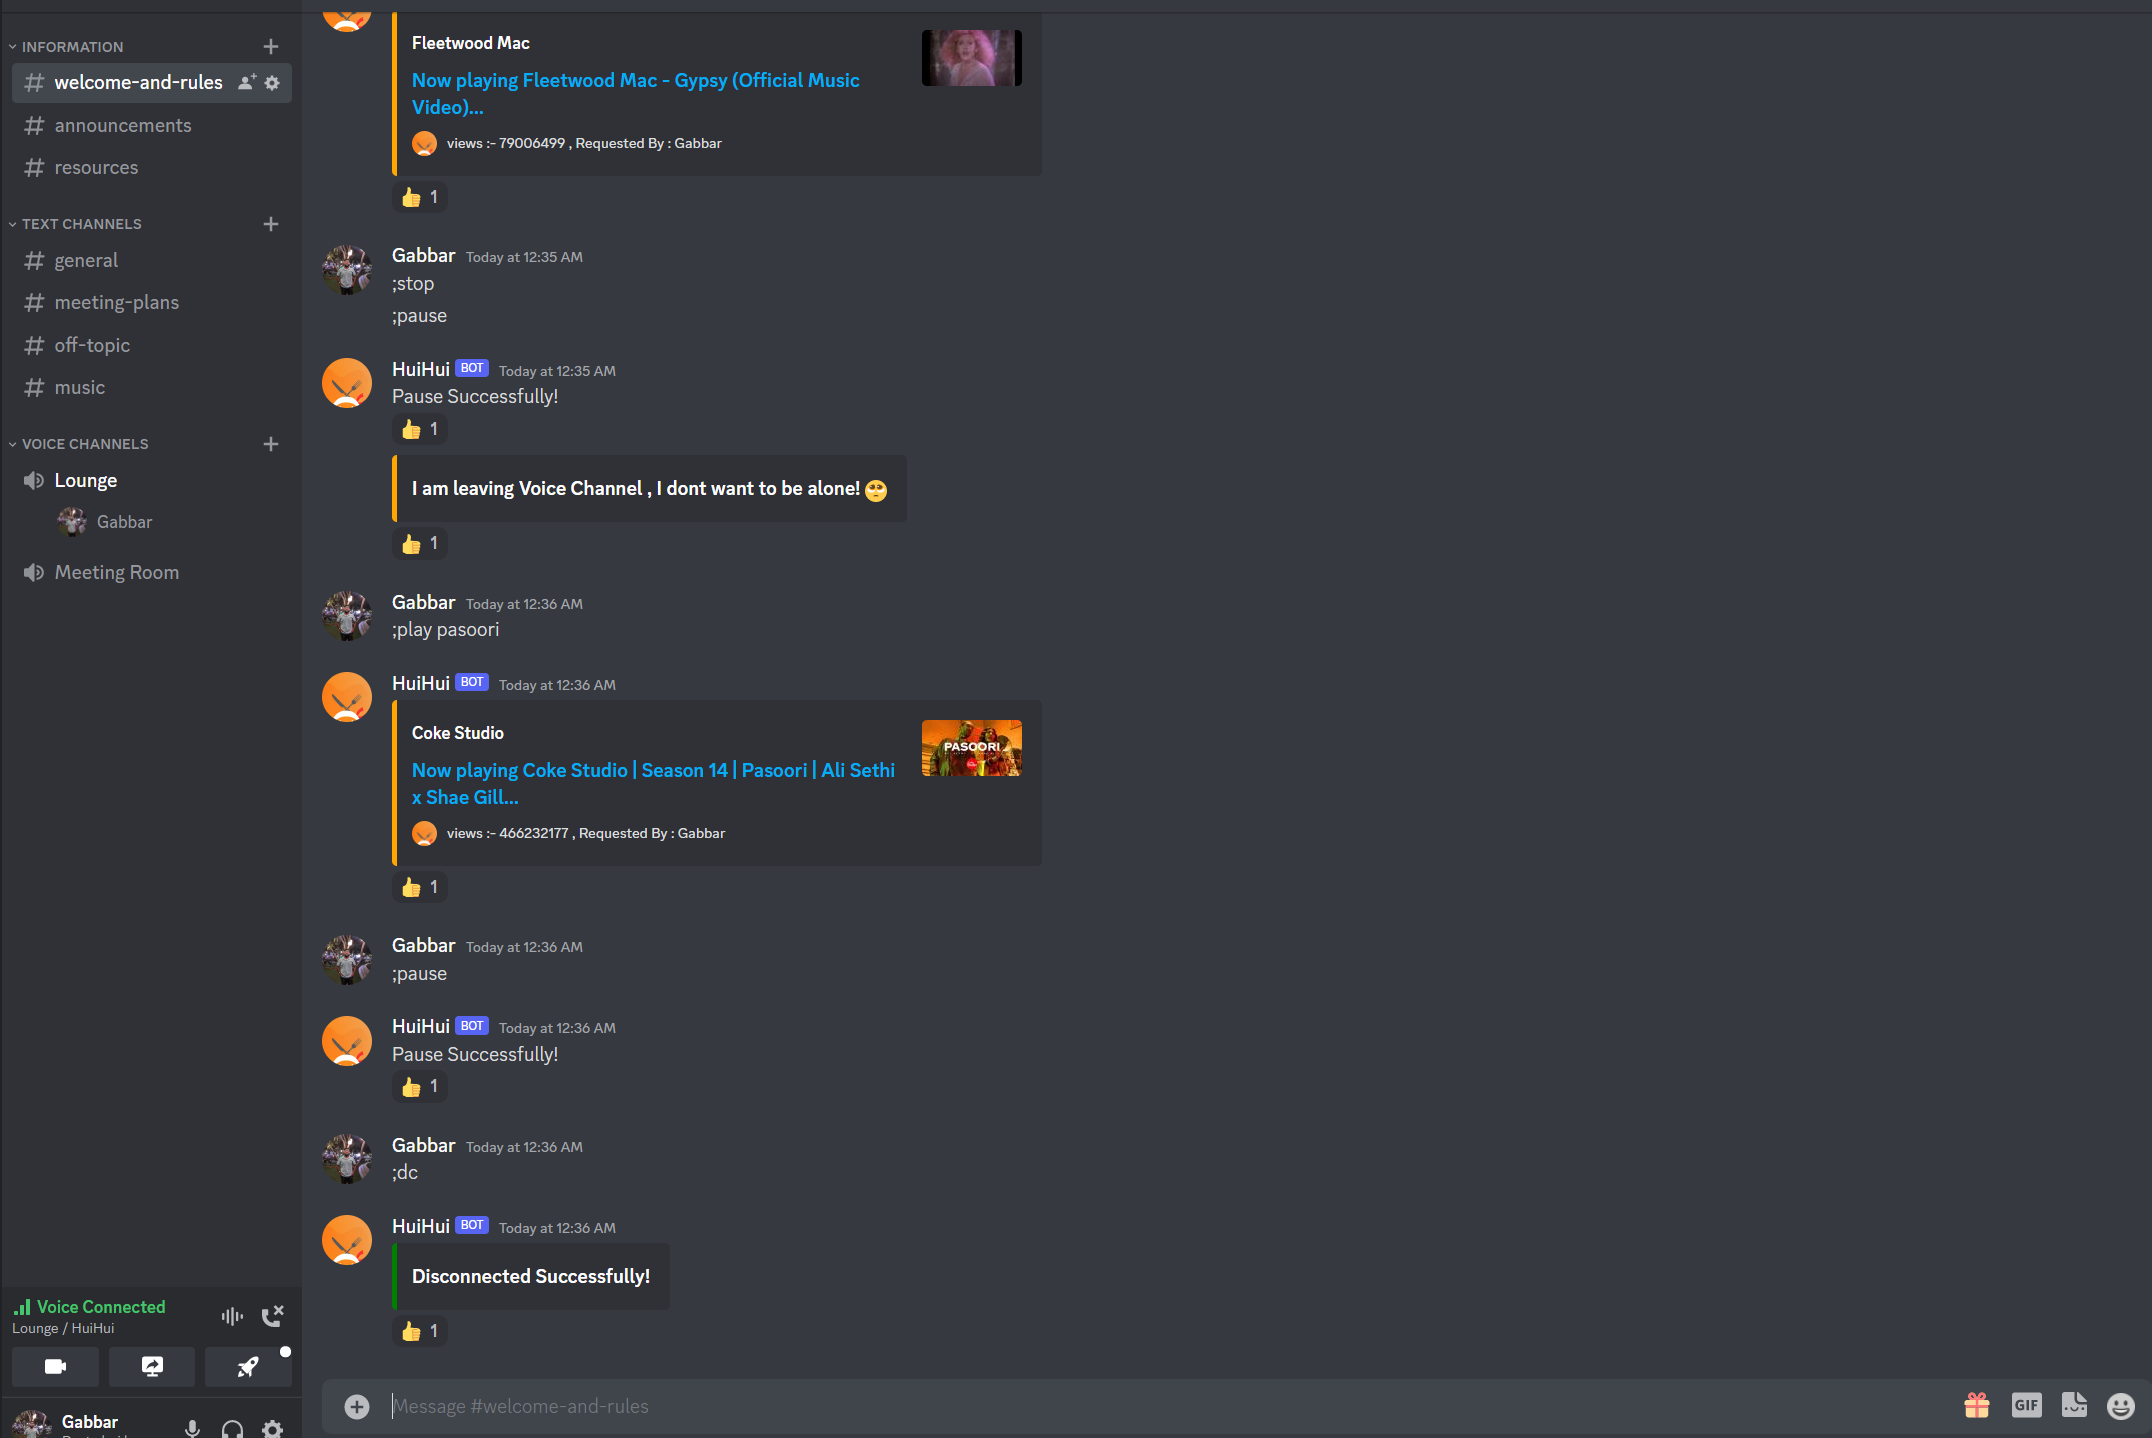 INFORMATION
welcome-and-rules
announcements
resources
TEXT CHANNELS
general
meeting-plans
off-topic
music
VOICE CHANNELS
Lounge
Gabbar
Meeting Room
Voice Connected
Lounge / HuiHui
Gabbar
Fleetwood Mac
Now playing Fleetwood Mac - Gypsy (Official Music
Video)...
views :- 79006499 , Requested By : Gabbar
1
Gabbar Today at 12:35 AM
;stop
;pause
HuiHui BOT Today at 12:35 AM
Pause Successfully!
1
I am leaving Voice Channel , I dont want to be alone! 🥺
1
Gabbar Today at 12:36 AM
;play pasoori
HuiHui BOT Today at 12:36 AM
Coke Studio
PASOORI
Now playing Coke Studio | Season 14 | Pasoori | Ali Sethi
x Shae Gill...
views :- 466232177 , Requested By : Gabbar
1
Gabbar Today at 12:36 AM
;pause
HuiHui BOT Today at 12:36 AM
Pause Successfully!
1
Gabbar Today at 12:36 AM
;dc
HuiHui BOT Today at 12:36 AM
Disconnected Successfully!
1
Message #welcome-and-rules
GIF